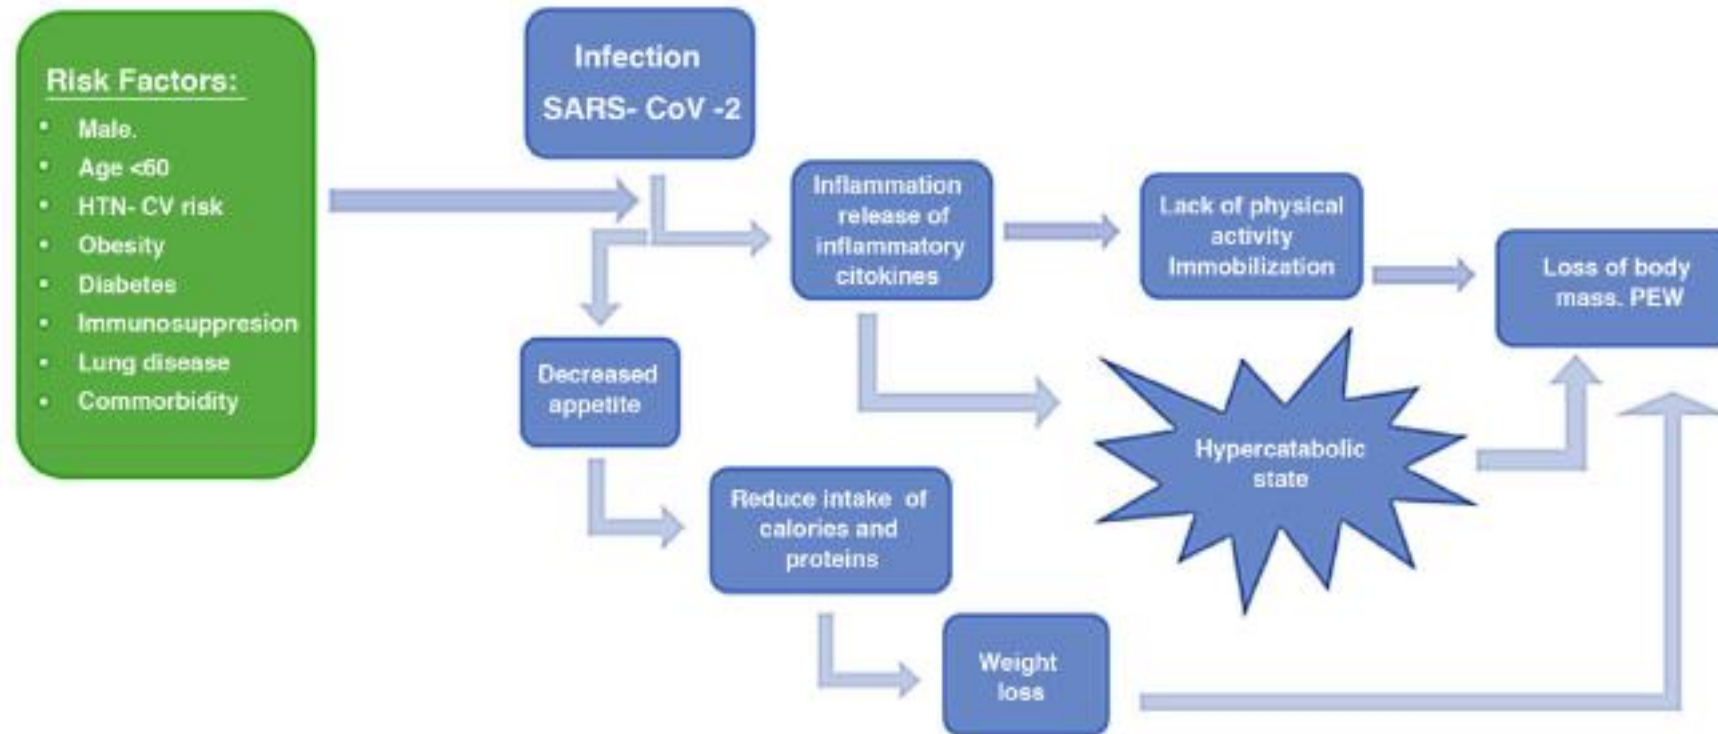 Risk Factors:
• Male.
• Age <60
• HTN- CV risk
• Obesity
• Diabetes
• Immunosuppresion
• Lung disease
• Commorbidity
Infection
SARS- CoV -2
Inflammation
release of
inflammatory
citokines
Lack of physical
activity
Immobilization
Loss of body
mass. PEW
Decreased
appetite
Hypercatabolic
state
Reduce intake of
calories and
proteins
Weight
loss